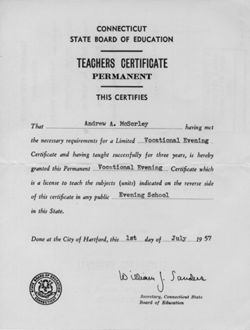 CONNECTICUT
STATE BOARD OF EDUCATION
TEACHERS CERTIFICATE
PERMANENT
THIS CERTIFIES
That Andrew A. McSorley having met
the necessary requirements for a Limited Vocational Evening
Certificate and having taught successfully for three years, is hereby
granted this Permanent Vocational Evening Certificate which
is a license to teach the subjects (units) indicated on the reverse side
of this certificate in any public Evening School
in this State.
Done at the City of Hartford, this 1st day of July 1957
William J. Sanders
Secretary, Connecticut State
Board of Education